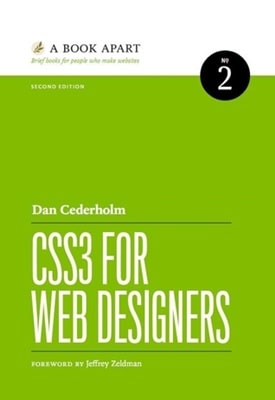 A BOOK APART
Brief books for people who make websites
NO
2
SECOND EDITION
Dan Cederholm
CSS3 FOR
WEB DESIGNERS
FOREWORD BY Jeffrey Zeldman